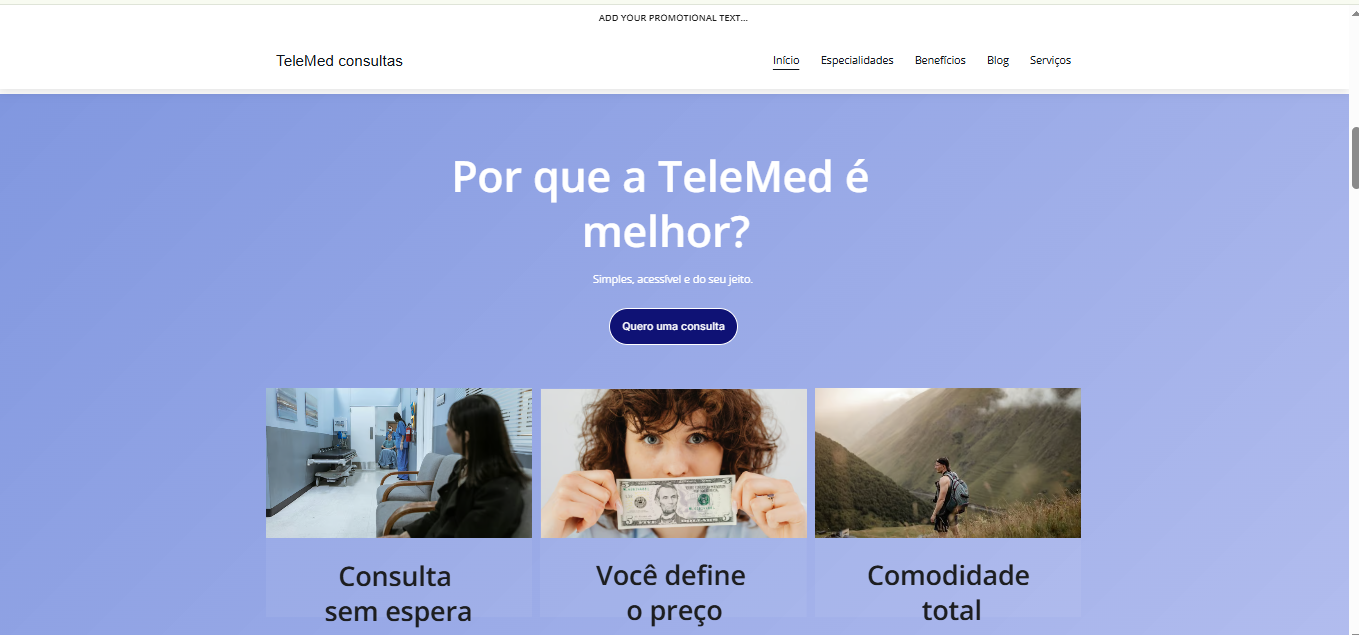 ADD YOUR PROMOTIONAL TEXT...
TeleMed consultas
Início Especialidades Benefícios Blog Serviços
Por que a TeleMed é
melhor?
Simples, acessível e do seu jeito.
Quero uma consulta
Consulta
sem espera
Você define
o preço
Comodidade
total